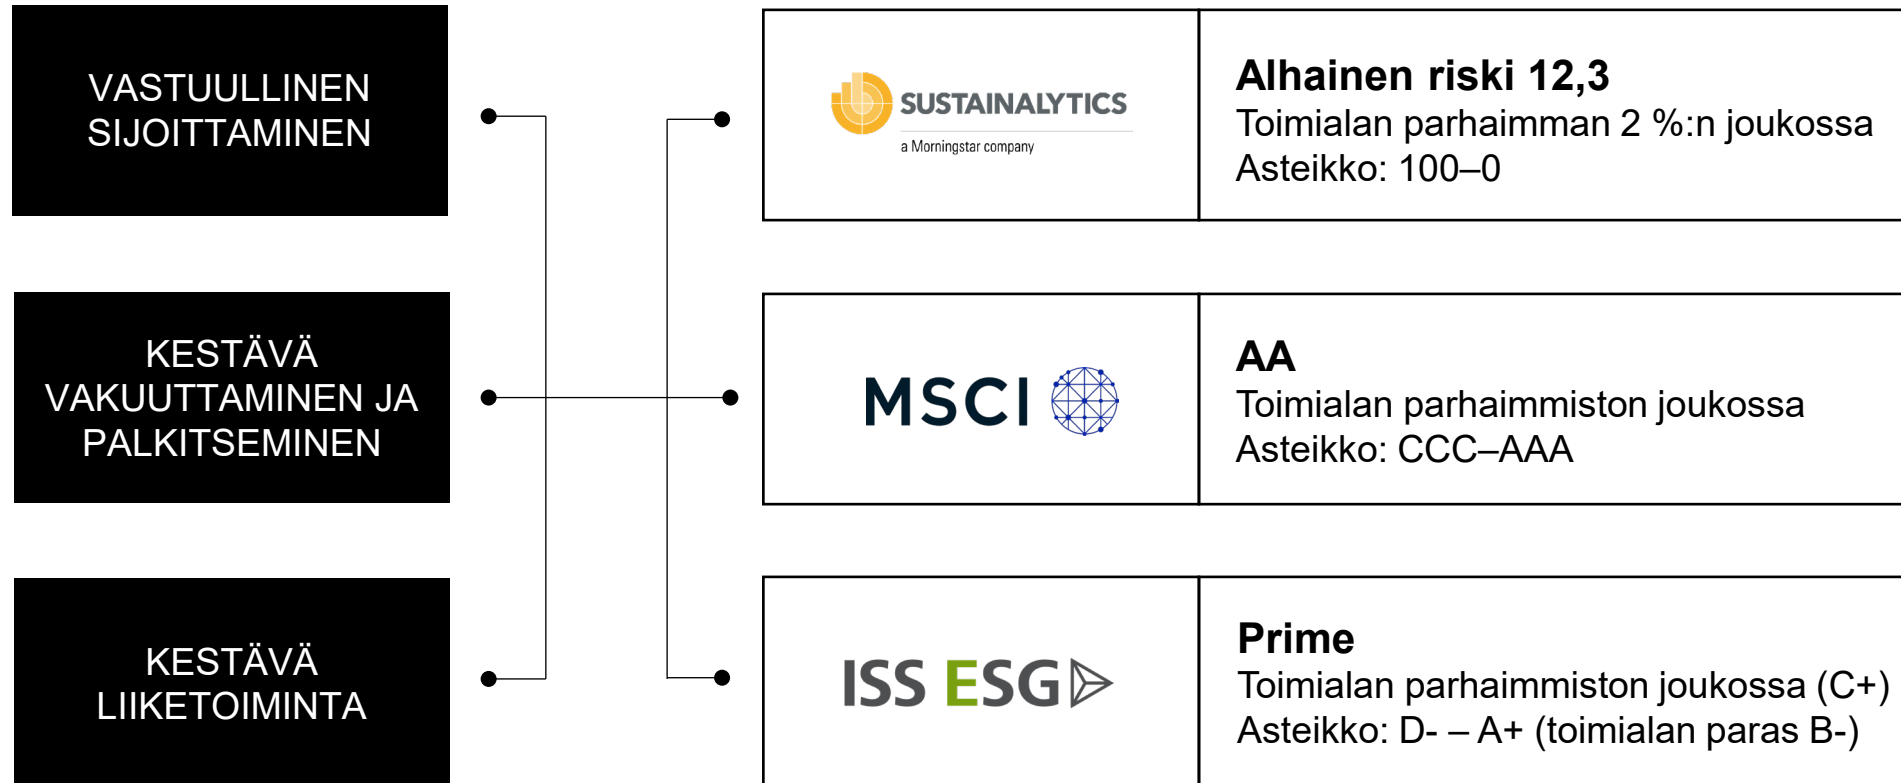 VASTUULLINEN
SIJOITTAMINEN
KESTÄVÄ
VAKUUTTAMINEN JA
PALKITSEMINEN
KESTÄVÄ
LIIKETOIMINTA
SUSTAINALYTICS
a Morningstar company
Alhainen riski 12,3
Toimialan parhaimman 2 %:n joukossa
Asteikko: 100–0
MSCI
AA
Toimialan parhaimmiston joukossa
Asteikko: CCC–AAA
ISS ESG
Prime
Toimialan parhaimmiston joukossa (C+)
Asteikko: D- – A+ (toimialan paras B-)